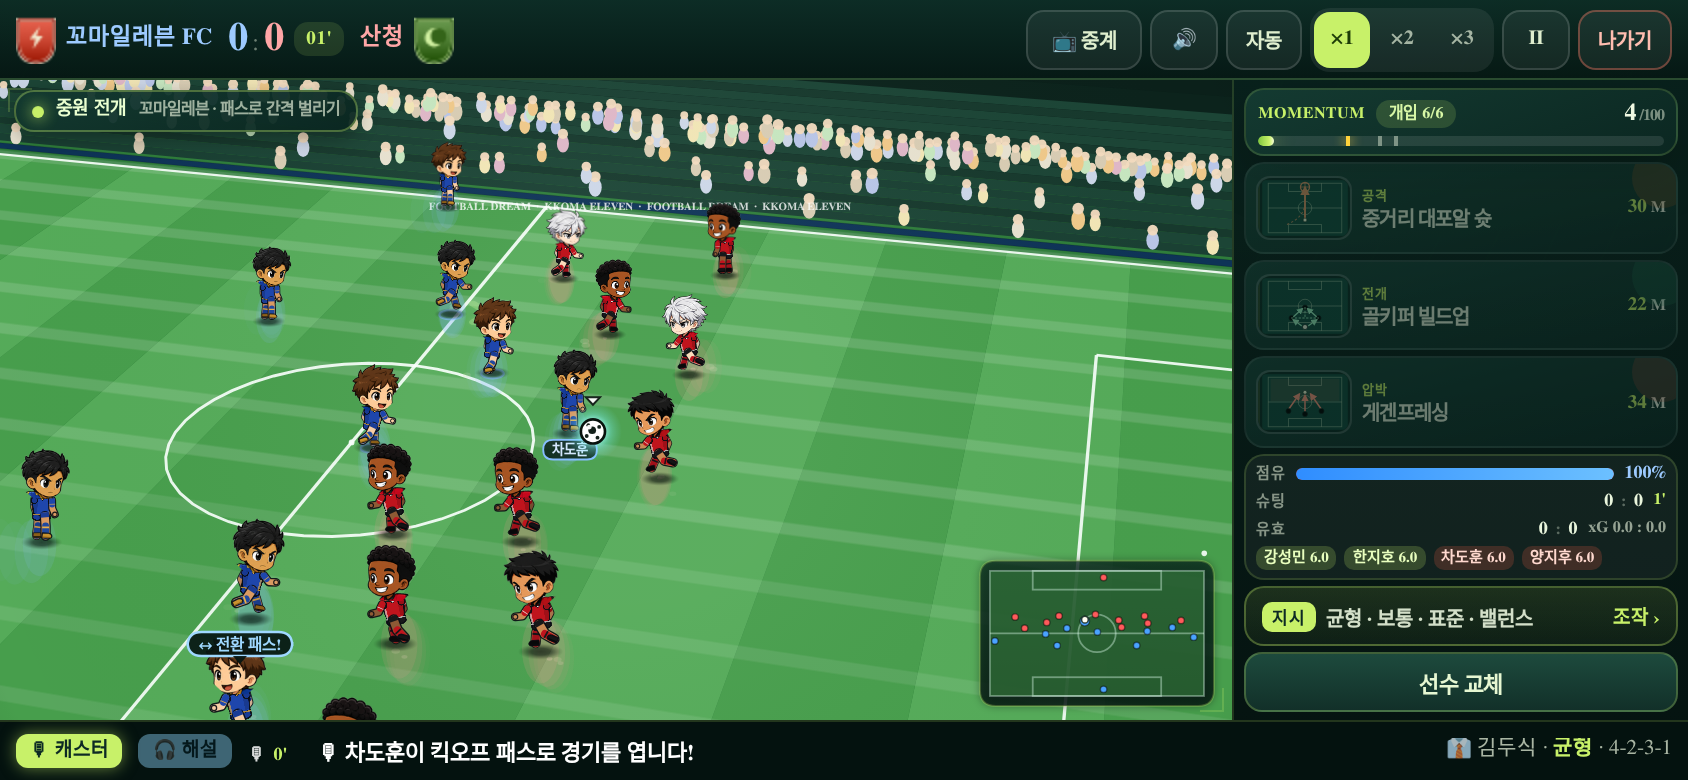 꼬마일레븐 FC 0 : 0 01' 산청
📺 중계
자동
×1 ×2 ×3
II
나가기
중원 전개 꼬마일레븐 · 패스로 간격 벌리기
FOOTBALL DREAM · KKOMA ELEVEN · FOOTBALL DREAM · KKOMA ELEVEN
차도훈
↔ 전환 패스!
MOMENTUM 개입 6/6 4 /100
공격
중거리 대포알 슛 30 M
전개
골키퍼 빌드업 22 M
압박
게겐프레싱 34 M
점유 100%
슈팅 0 : 0 1'
유효 0 : 0 xG 0.0 : 0.0
강성민 6.0 한지호 6.0 차도훈 6.0 양지후 6.0
지시 균형 · 보통 · 표준 · 밸런스 조작 ›
선수 교체
🎙 캐스터 🎧 해설 🎙 0' 🎙 차도훈이 킥오프 패스로 경기를 엽니다!
👔 김두식 · 균형 · 4-2-3-1